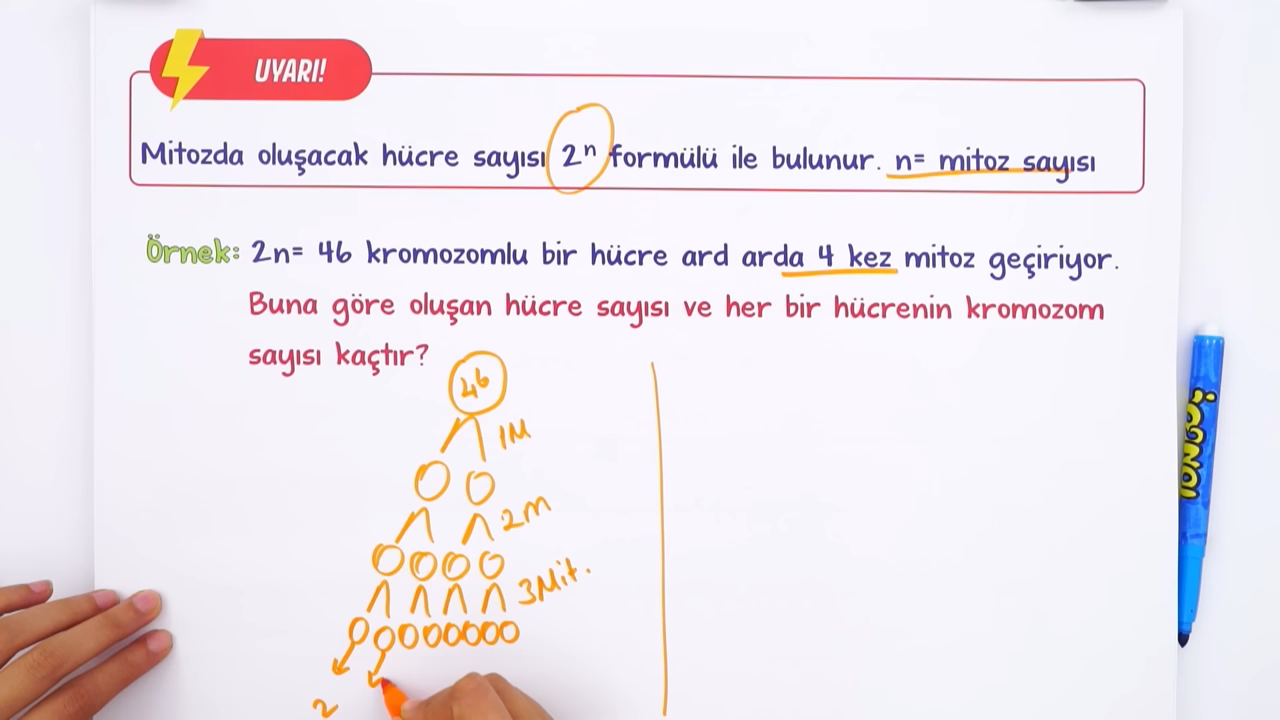 UYARI!
Mitozda oluşacak hücre sayısı 2ⁿ formülü ile bulunur. n= mitoz sayısı
Örnek: 2n= 46 kromozomlu bir hücre ard arda 4 kez mitoz geçiriyor.
Buna göre oluşan hücre sayısı ve her bir hücrenin kromozom
sayısı kaçtır?
46
1M
2m
3Mit.
2